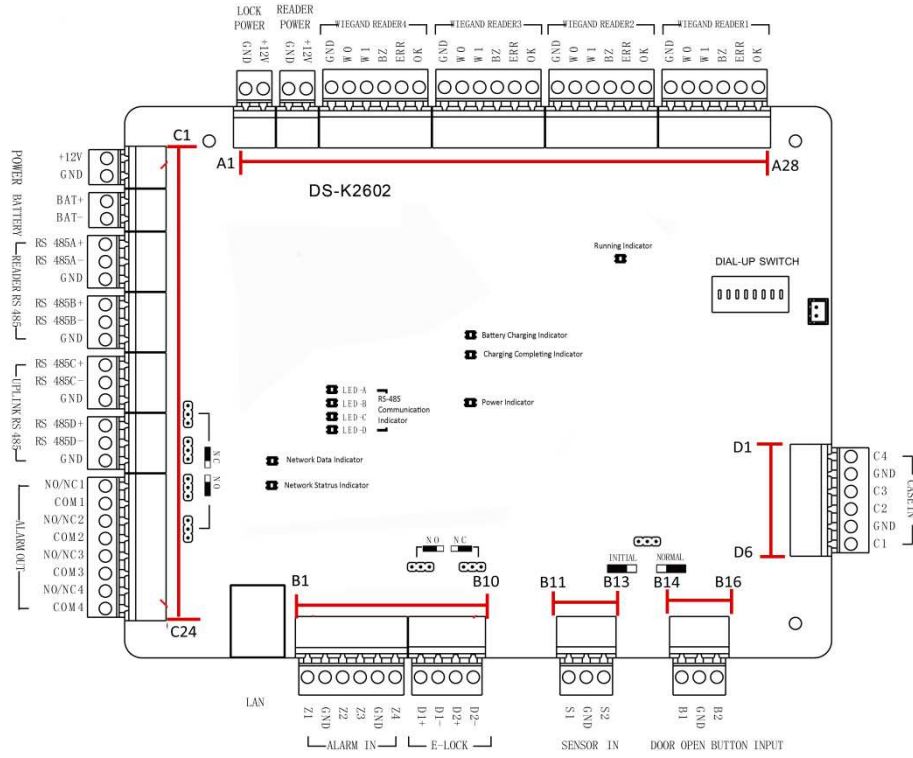 LOCK POWER
READER POWER
WIEGAND READER4
WIEGAND READER3
WIEGAND READER2
WIEGAND READER1
GND
+12V
GND
+12V
GND
W0
W1
BZ
ERR
OK
GND
W0
W1
BZ
ERR
OK
GND
W0
W1
BZ
ERR
OK
GND
W0
W1
BZ
ERR
OK
C1
A1
A28
DS-K2602
POWER
+12V
GND
BATTERY
BAT+
BAT-
READER RS 485
RS 485A+
RS 485A-
GND
RS 485B+
RS 485B-
GND
UPLINK RS 485
RS 485C+
RS 485C-
GND
RS 485D+
RS 485D-
GND
ALARM OUT
NO/NC1
COM1
NO/NC2
COM2
NO/NC3
COM3
NO/NC4
COM4
C24
NC
NO
Running Indicator
DIAL-UP SWITCH
Battery Charging Indicator
Charging Completing Indicator
LED-A
LED-B
LED-C
LED-D
RS-485
Communication
Indicator
Power Indicator
Network Data Indicator
Network Statrus Indicator
D1
D6
C4
GND
C3
C2
GND
C1
CASE IN
NO
NC
INITIAL
NORMAL
B1
B10
B11
B13
B14
B16
LAN
Z1
GND
Z2
Z3
GND
Z4
D1+
D1-
D2+
D2-
S1
GND
S2
B1
GND
B2
ALARM IN
E-LOCK
SENSOR IN
DOOR OPEN BUTTON INPUT